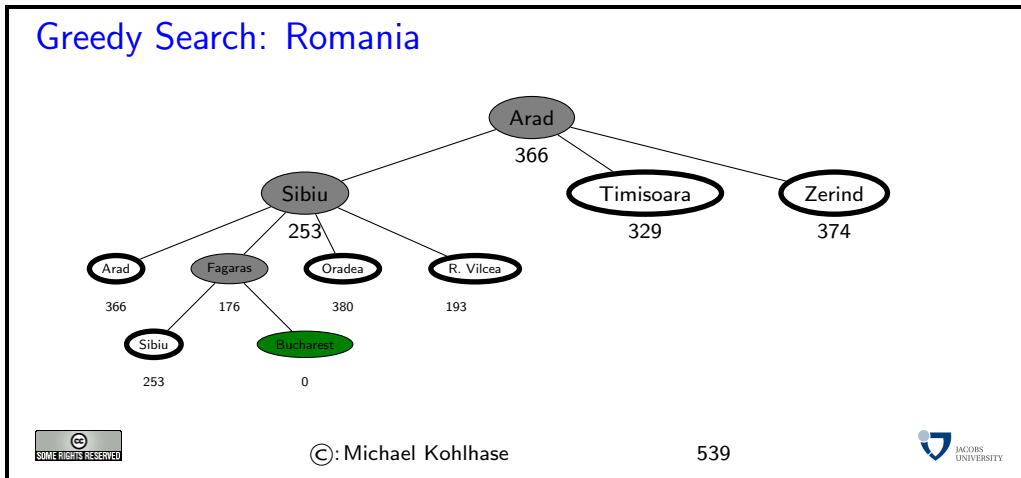 Greedy Search: Romania
Arad
366
Sibiu
Timisoara
Zerind
253
329
374
Arad
Fagaras
Oradea
R. Vilcea
366
176
380
193
Sibiu
Bucharest
253
0
cc
SOME RIGHTS RESERVED
©: Michael Kohlhase
539
JACOBS
UNIVERSITY